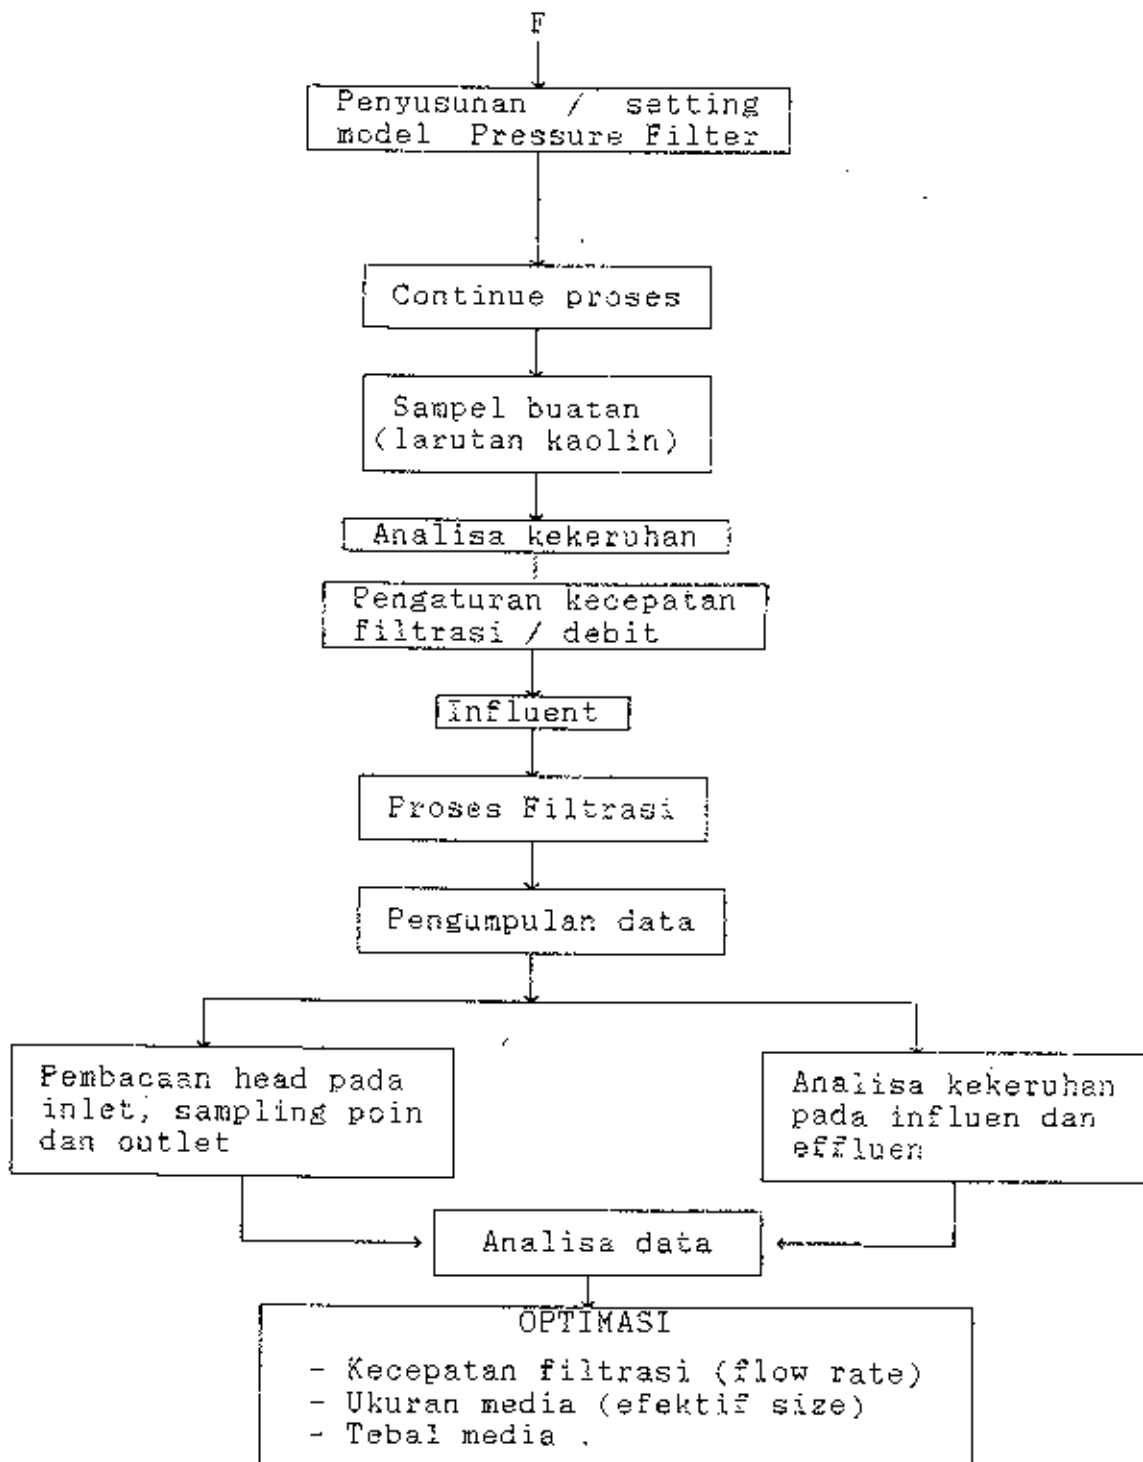 F
Penyusunan / setting
model Pressure Filter
Continue proses
Sampel buatan
(larutan kaolin)
Analisa kekeruhan
Pengaturan kecepatan
filtrasi / debit
Influent
Proses Filtrasi
Pengumpulan data
Pembacaan head pada
inlet, sampling poin
dan outlet
Analisa kekeruhan
pada influen dan
effluen
Analisa data
OPTIMASI
- Kecepatan filtrasi (flow rate)
- Ukuran media (efektif size)
- Tebal media .